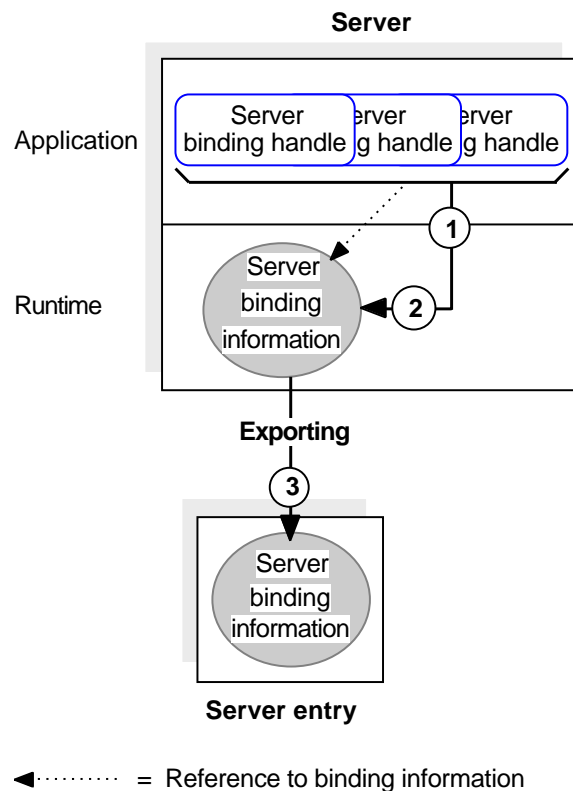 Server
Application
Server
binding handle
erver
g handle
erver
g handle
1
Runtime
Server
binding
information
2
Exporting
3
Server
binding
information
Server entry
= Reference to binding information